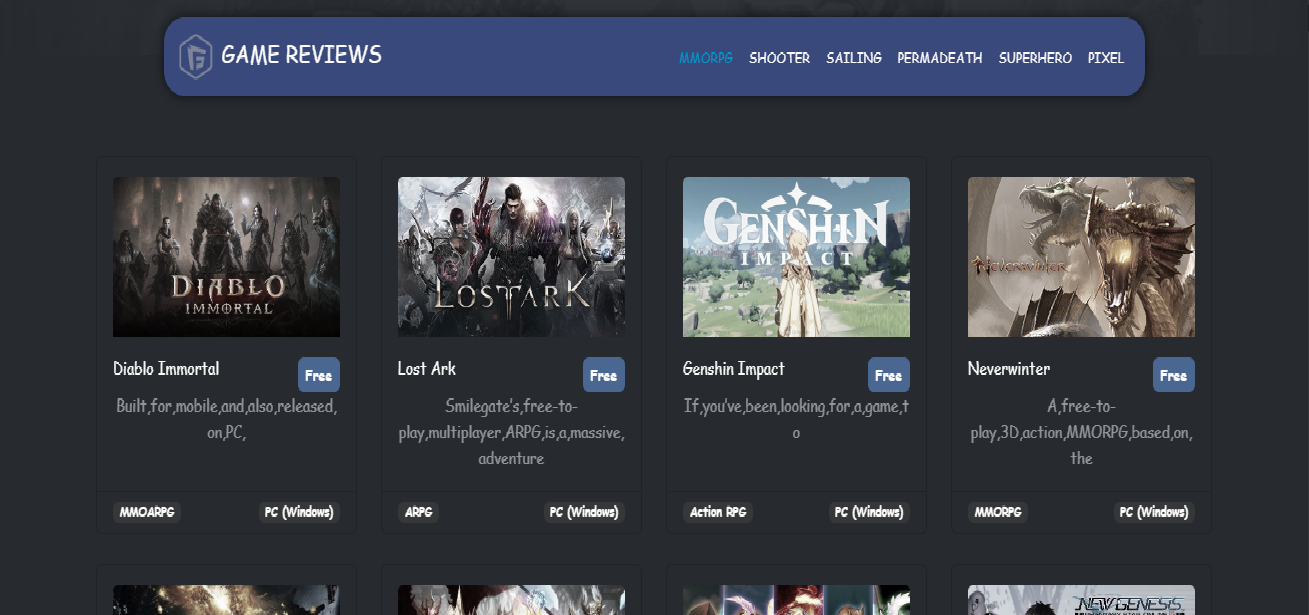 GAME REVIEWS
MMORPG SHOOTER SAILING PERMADEATH SUPERHERO PIXEL
DIABLO
IMMORTAL
LOST ARK
GENSHIN
IMPACT
NEVERWINTER
Diablo Immortal
Free
Built,for,mobile,and,also,released,
on,PC,
MMOARPG
PC (Windows)
Lost Ark
Free
Smilegate's,free-to-
play,multiplayer,ARPG,is,a,massive,
adventure
ARPG
PC (Windows)
Genshin Impact
Free
If,you've,been,looking,for,a,game,t
o
Action RPG
PC (Windows)
Neverwinter
Free
A,free-to-
play,3D,action,MMORPG,based,on,
the
MMORPG
PC (Windows)
NEW GENESIS